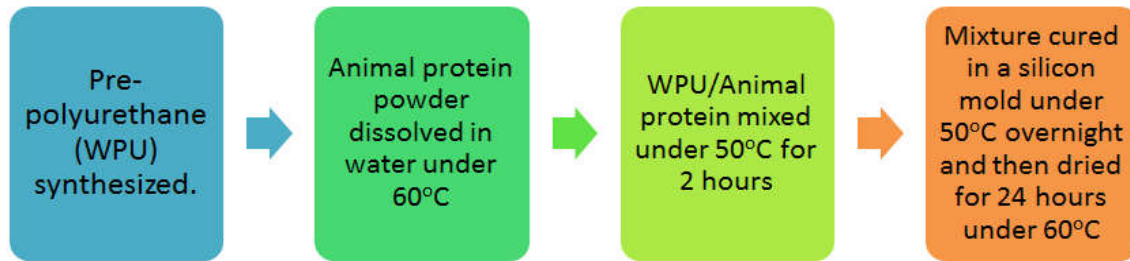 Pre-
polyurethane
(WPU)
synthesized.
Animal protein
powder
dissolved in
water under
60°C
WPU/Animal
protein mixed
under 50°C for
2 hours
Mixture cured
in a silicon
mold under
50°C overnight
and then dried
for 24 hours
under 60°C